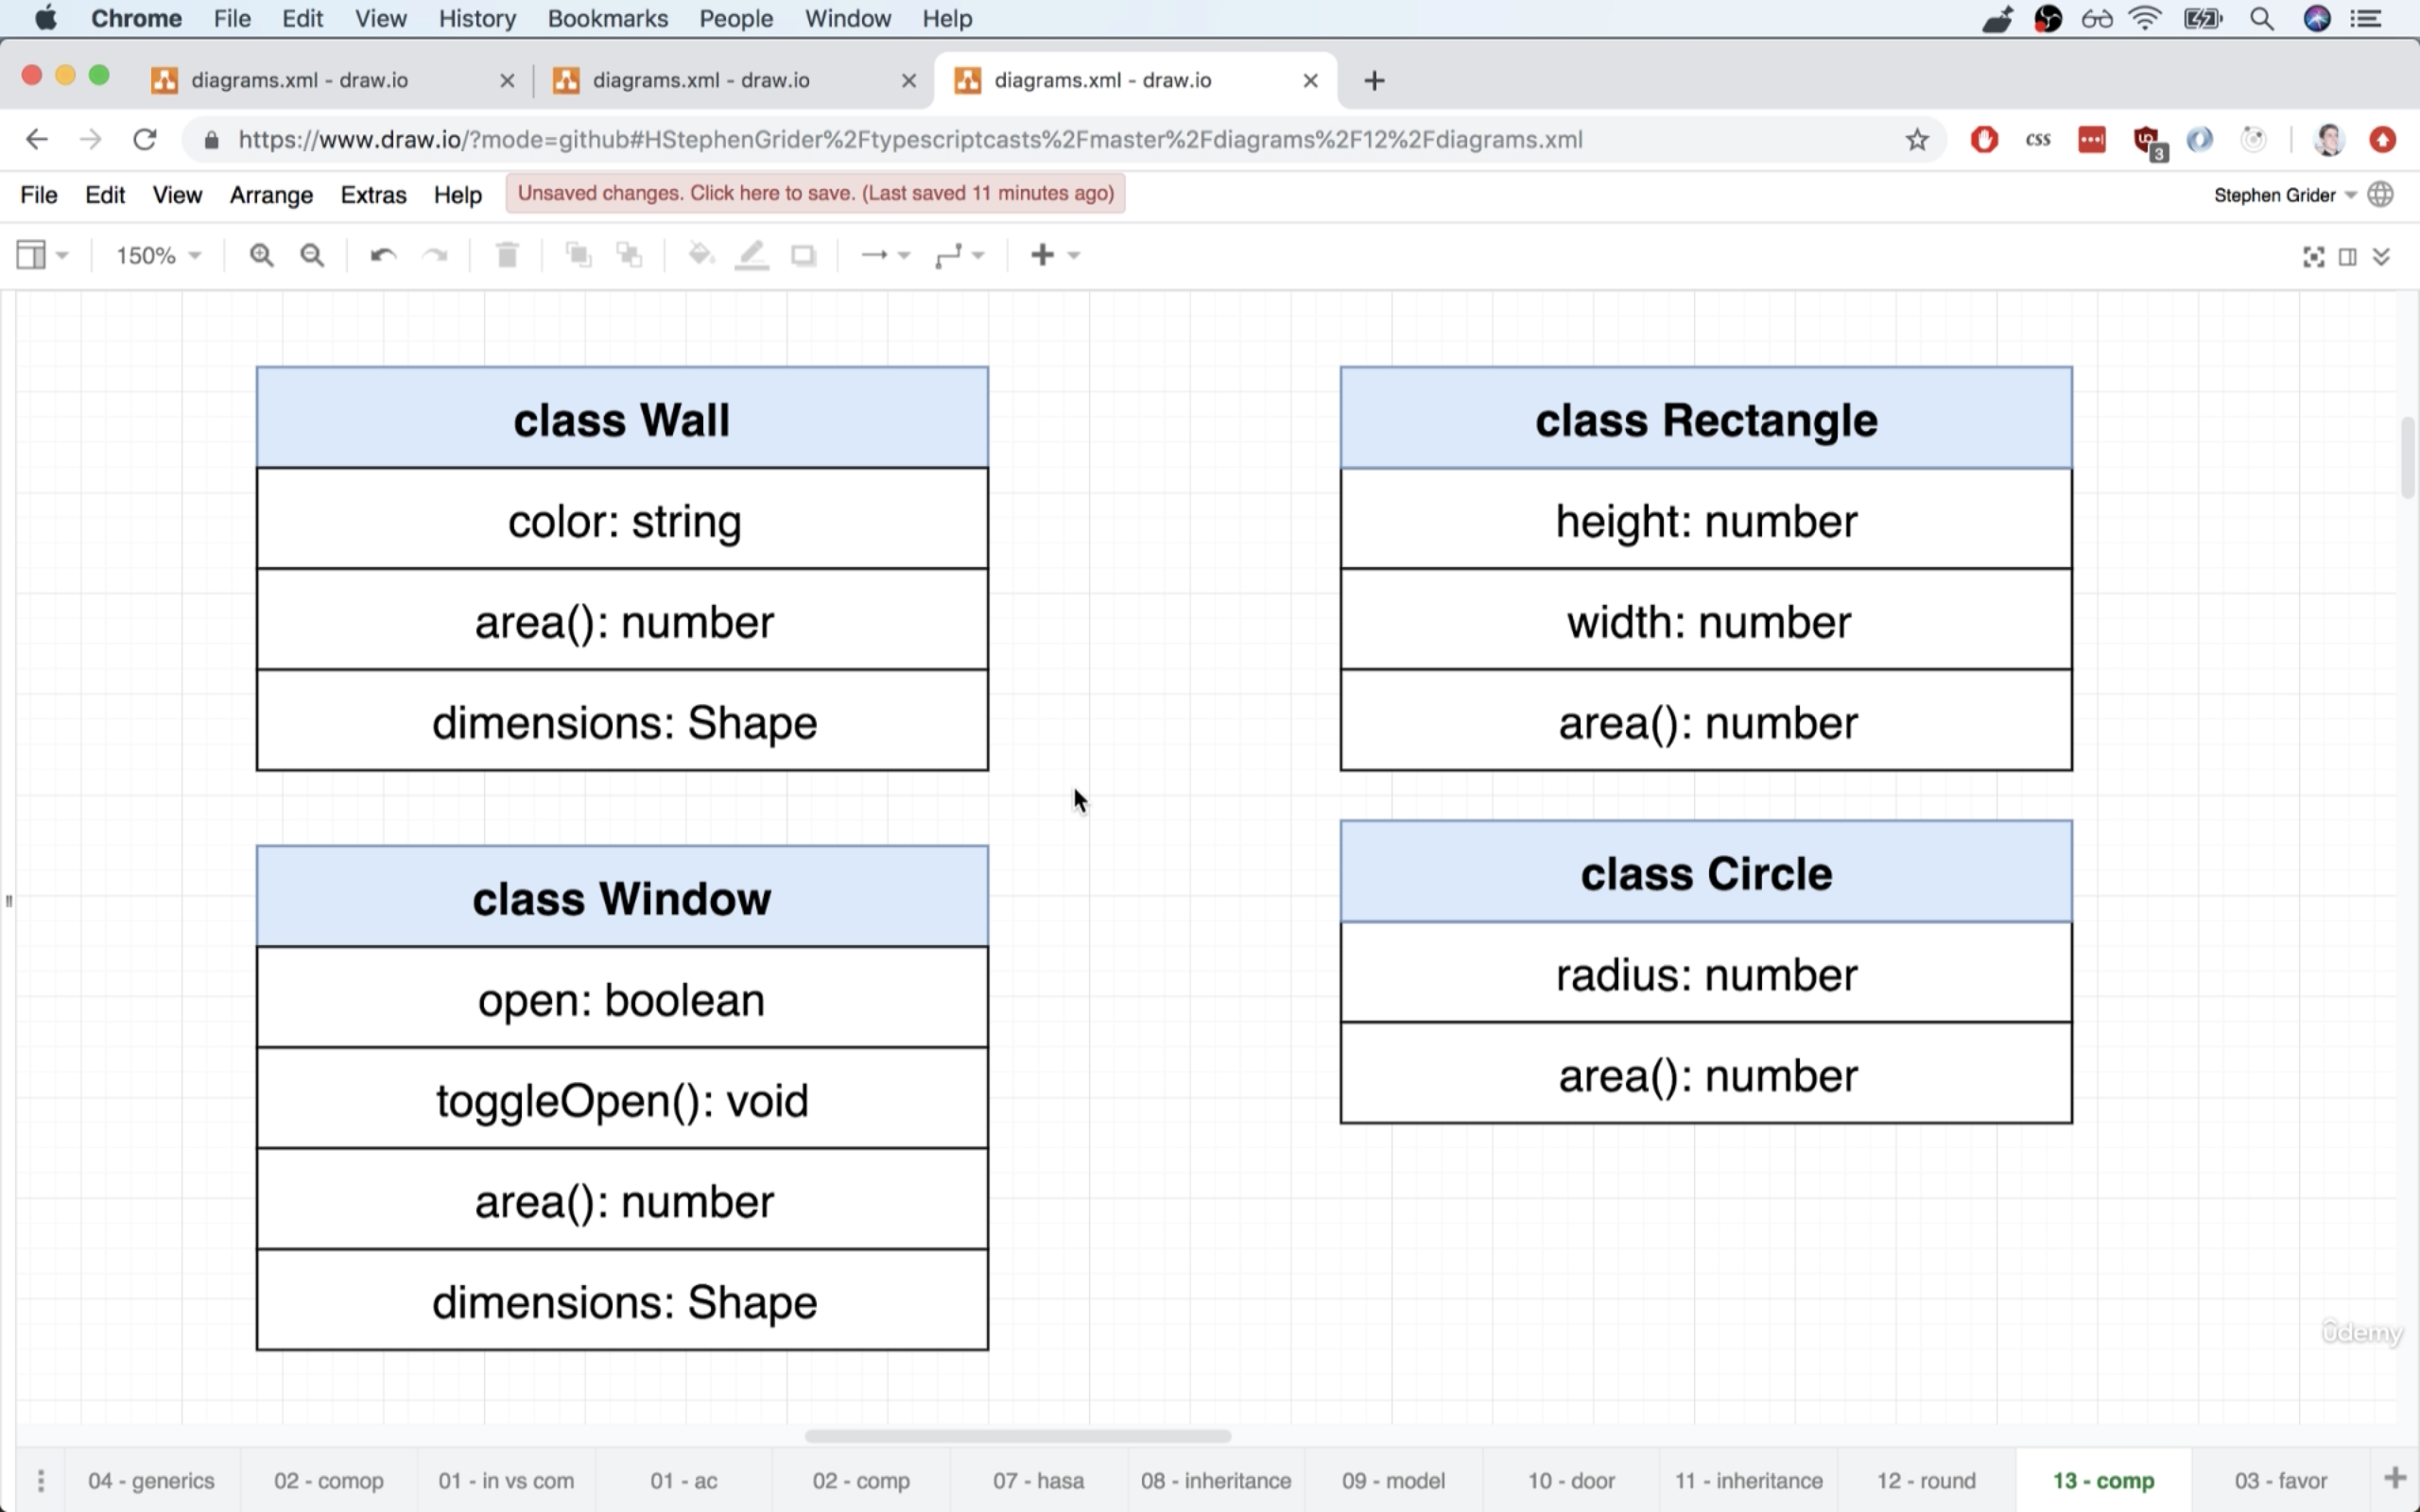 Chrome File Edit View History Bookmarks People Window Help
diagrams.xml - draw.io diagrams.xml - draw.io diagrams.xml - draw.io
https://www.draw.io/?mode=github#HStephenGrider%2Ftypescriptcasts%2Fmaster%2Fdiagrams%2F12%2Fdiagrams.xml
css
3
File Edit View Arrange Extras Help Unsaved changes. Click here to save. (Last saved 11 minutes ago) Stephen Grider
150%
class Wall
color: string
area(): number
dimensions: Shape
class Rectangle
height: number
width: number
area(): number
class Window
open: boolean
toggleOpen(): void
area(): number
dimensions: Shape
class Circle
radius: number
area(): number
ûdemy
04 - generics 02 - comop 01 - in vs com 01 - ac 02 - comp 07 - hasa 08 - inheritance 09 - model 10 - door 11 - inheritance 12 - round 13 - comp 03 - favor